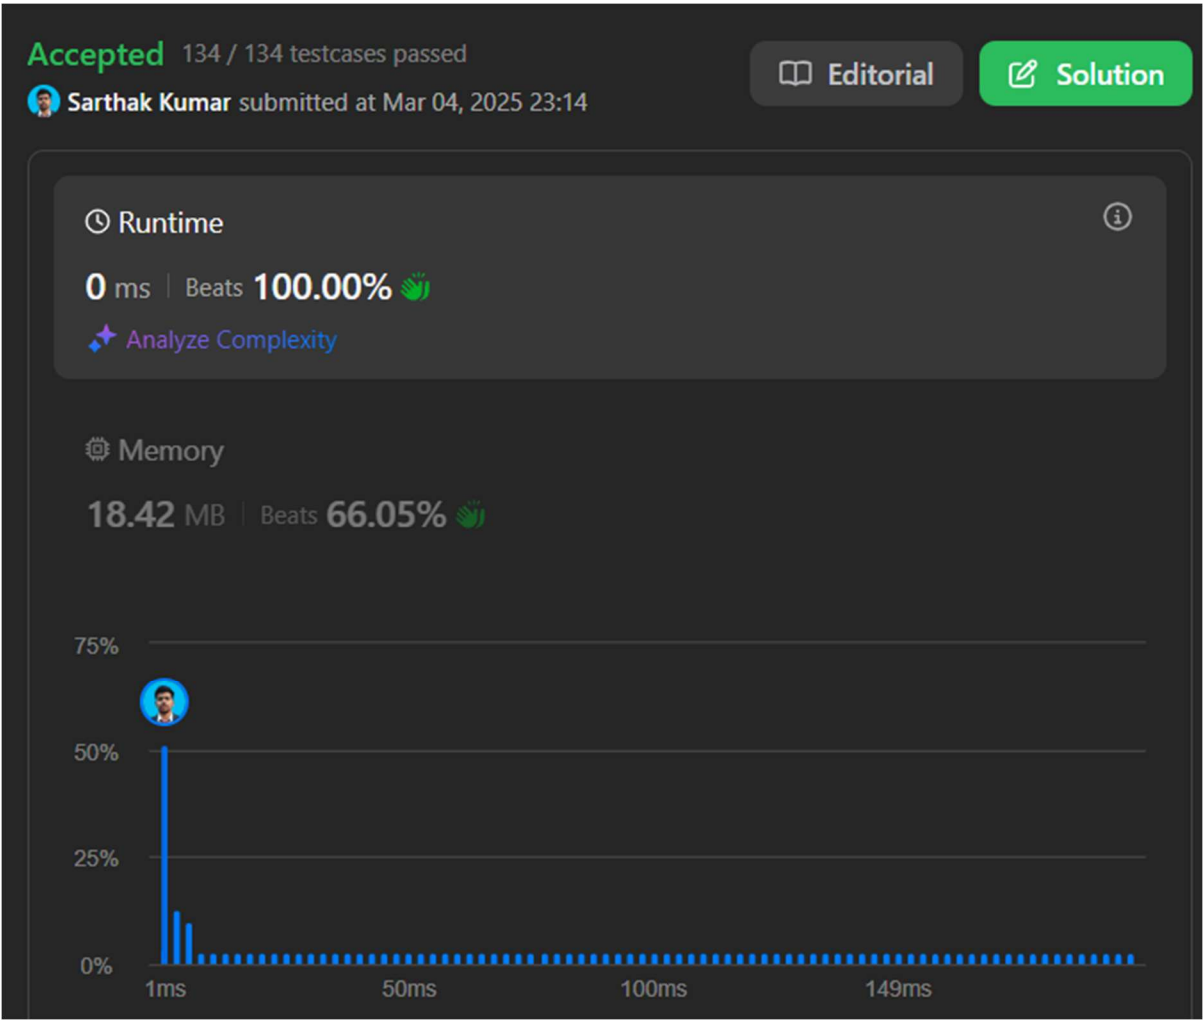 Accepted 134 / 134 testcases passed
Editorial
Solution
Sarthak Kumar submitted at Mar 04, 2025 23:14
Runtime
0 ms Beats 100.00%
Analyze Complexity
Memory
18.42 MB Beats 66.05%
75%
50%
25%
0%
1ms 50ms 100ms 149ms